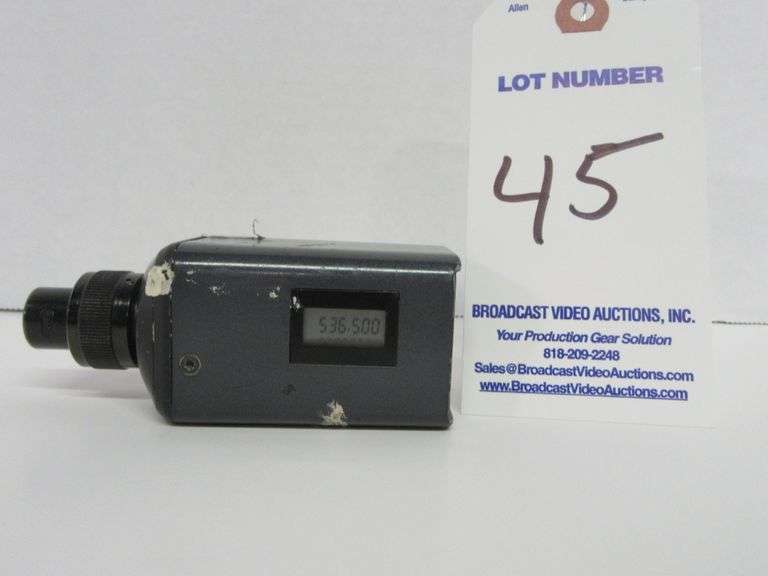 Allen
LOT NUMBER
45
BROADCAST VIDEO AUCTIONS, INC.
Your Production Gear Solution
818-209-2248
Sales@BroadcastVideoAuctions.com
www.BroadcastVideoAuctions.com
536.500